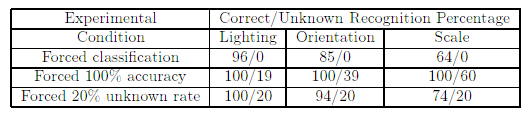 Experimental Correct/Unknown Recognition Percentage
Condition Lighting Orientation Scale
Forced classification 96/0 85/0 64/0
Forced 100% accuracy 100/19 100/39 100/60
Forced 20% unknown rate 100/20 94/20 74/20